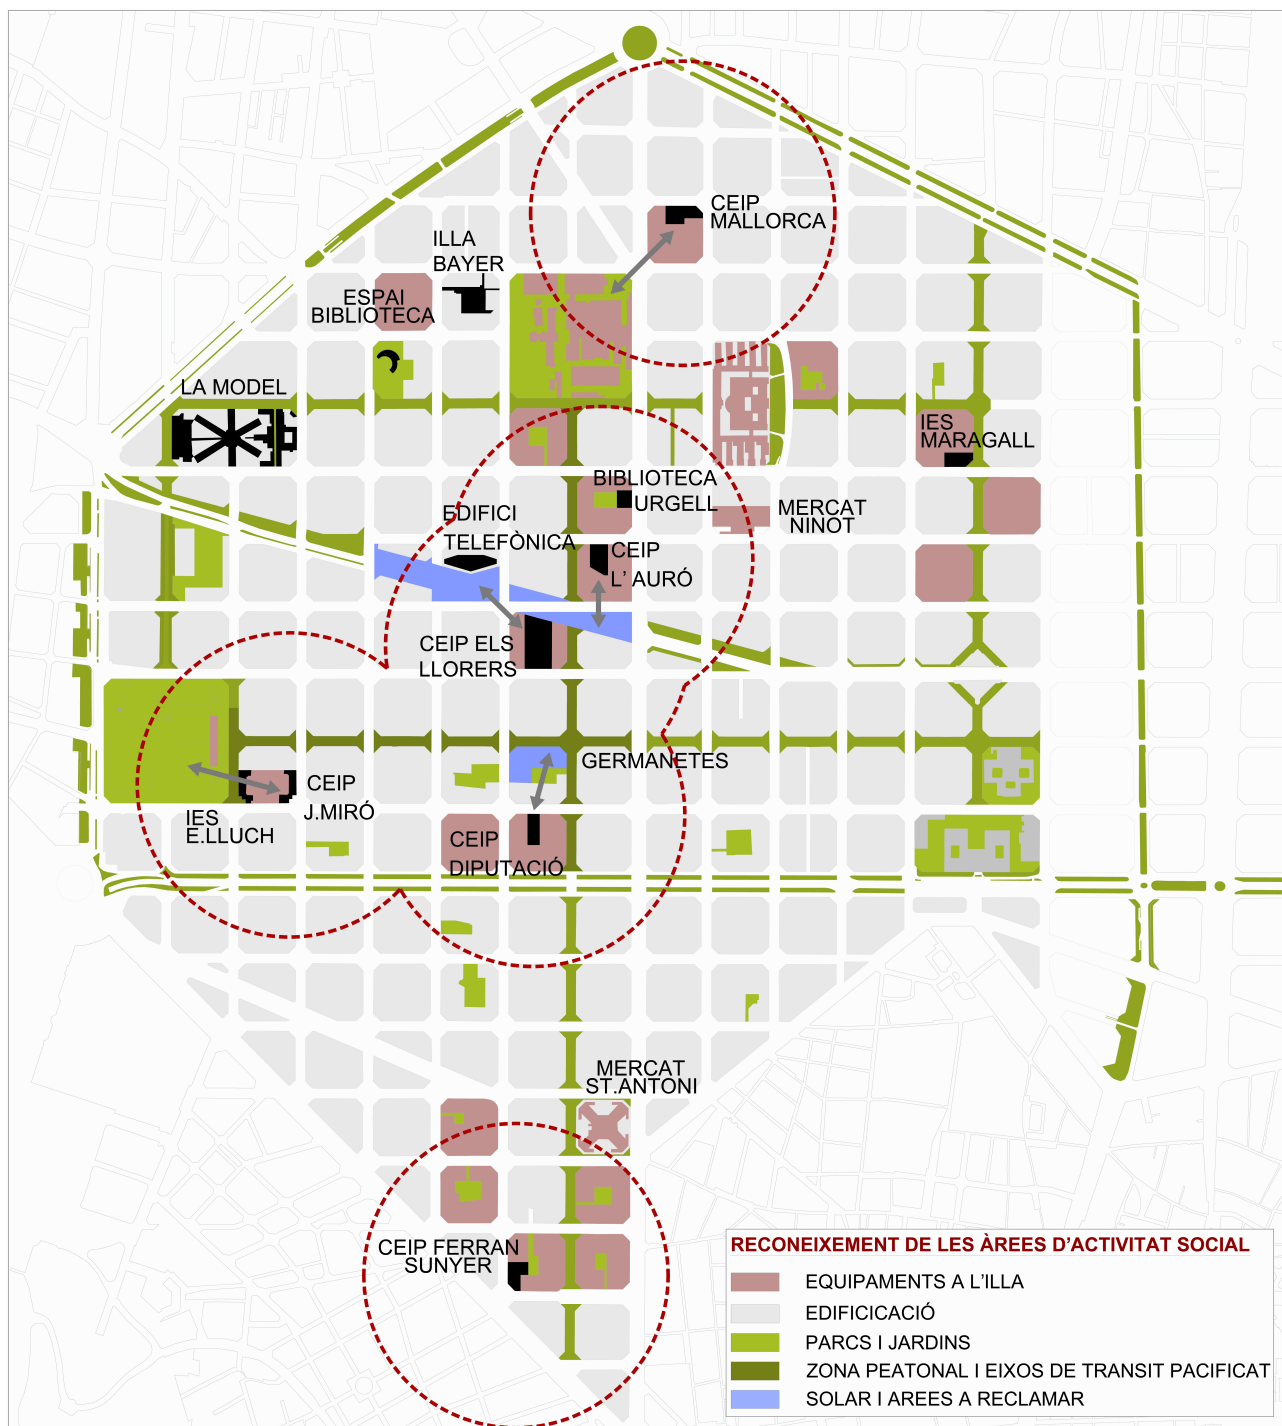 CEIP
MALLORCA
ILLA
BAYER
ESPAI
BIBLIOTECA
LA MODEL
IES
MARAGALL
BIBLIOTECA
URGELL
MERCAT
NINOT
EDIFICI
TELEFÒNICA
CEIP
L' AURÓ
CEIP ELS
LLORERS
GERMANETES
CEIP
J.MIRÓ
IES
E.LLUCH
CEIP
DIPUTACIÓ
MERCAT
ST.ANTONI
CEIP FERRAN
SUNYER
RECONEIXEMENT DE LES ÀREES D'ACTIVITAT SOCIAL
EQUIPAMENTS A L'ILLA
EDIFICICACIÓ
PARCS I JARDINS
ZONA PEATONAL I EIXOS DE TRANSIT PACIFICAT
SOLAR I AREES A RECLAMAR